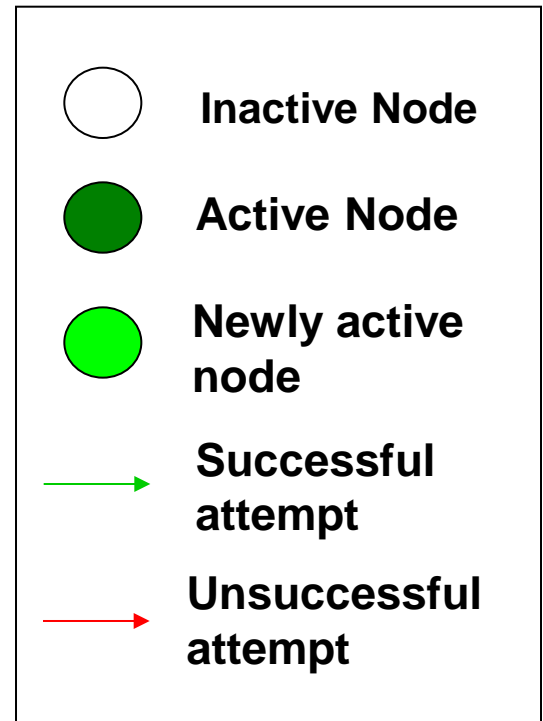 Inactive Node
Active Node
Newly active
node
Successful
attempt
Unsuccessful
attempt